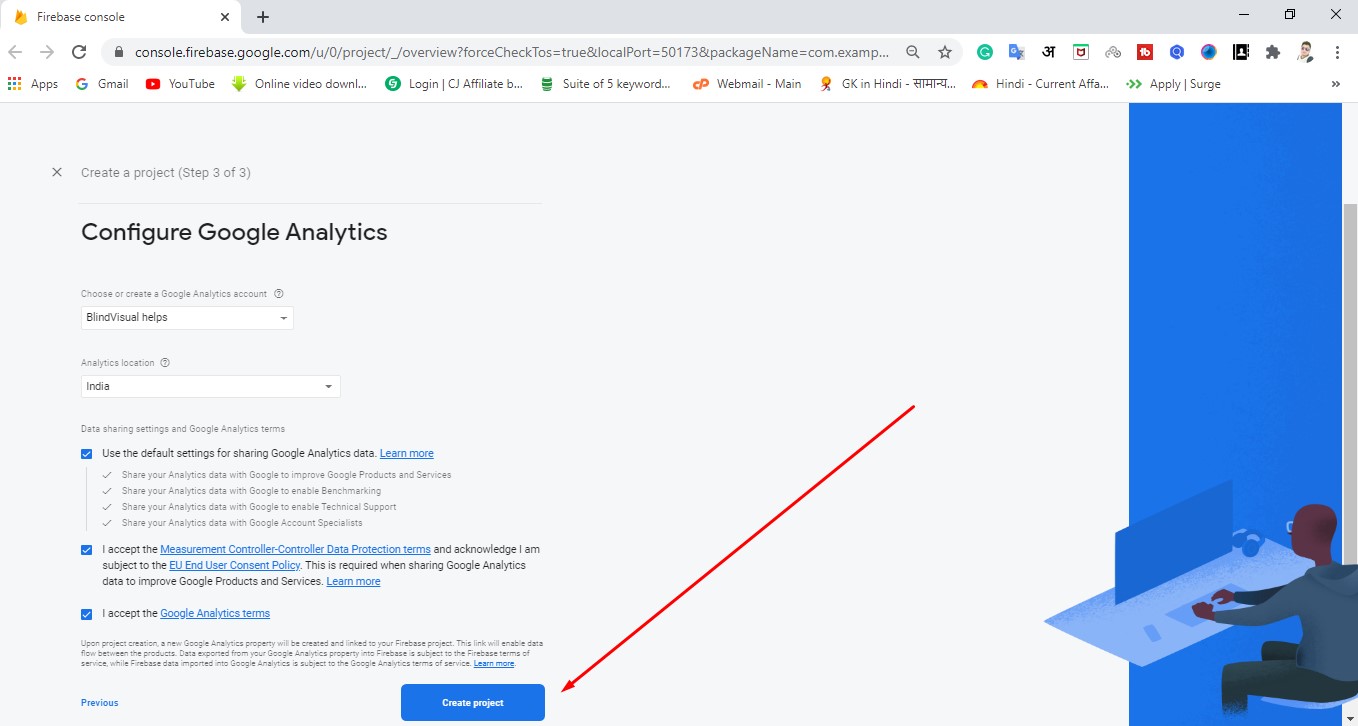 Firebase console
console.firebase.google.com/u/0/project/_/overview?forceCheckTos=true&localPort=50173&packageName=com.examp...
अ
Apps
Gmail
YouTube
Online video downl...
Login | CJ Affiliate b...
Suite of 5 keyword...
Webmail - Main
GK in Hindi - सामान्य...
Hindi - Current Affa...
Apply | Surge
Create a project (Step 3 of 3)
Configure Google Analytics
Choose or create a Google Analytics account
BlindVisual helps
Analytics location
India
Data sharing settings and Google Analytics terms
Use the default settings for sharing Google Analytics data. Learn more
Share your Analytics data with Google to improve Google Products and Services
Share your Analytics data with Google to enable Benchmarking
Share your Analytics data with Google to enable Technical Support
Share your Analytics data with Google Account Specialists
I accept the Measurement Controller-Controller Data Protection terms and acknowledge I am
subject to the EU End User Consent Policy. This is required when sharing Google Analytics
data to improve Google Products and Services. Learn more
I accept the Google Analytics terms
Upon project creation, a new Google Analytics property will be created and linked to your Firebase project. This link will enable data
flow between the products. Data exported from your Google Analytics property into Firebase is subject to the Firebase terms of
service, while Firebase data imported into Google Analytics is subject to the Google Analytics terms of service. Learn more.
Previous
Create project